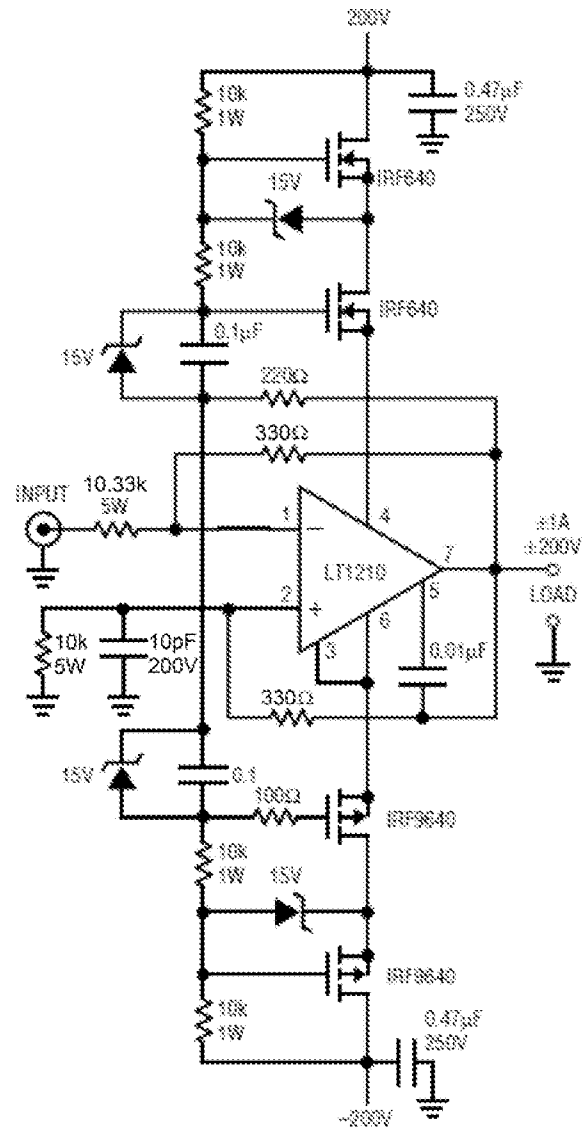 200V
10k
1W
0.47µF
250V
IRF640
15V
10k
1W
IRF640
0.1µF
15V
220Ω
330Ω
INPUT
10.33k
5W
1
−
4
LT1210
7
±1A
±200V
LOAD
2
+
5
6
3
10k
5W
10pF
200V
0.01µF
330Ω
15V
0.1
100Ω
IRF9640
10k
1W
15V
IRF9640
10k
1W
0.47µF
250V
−200V